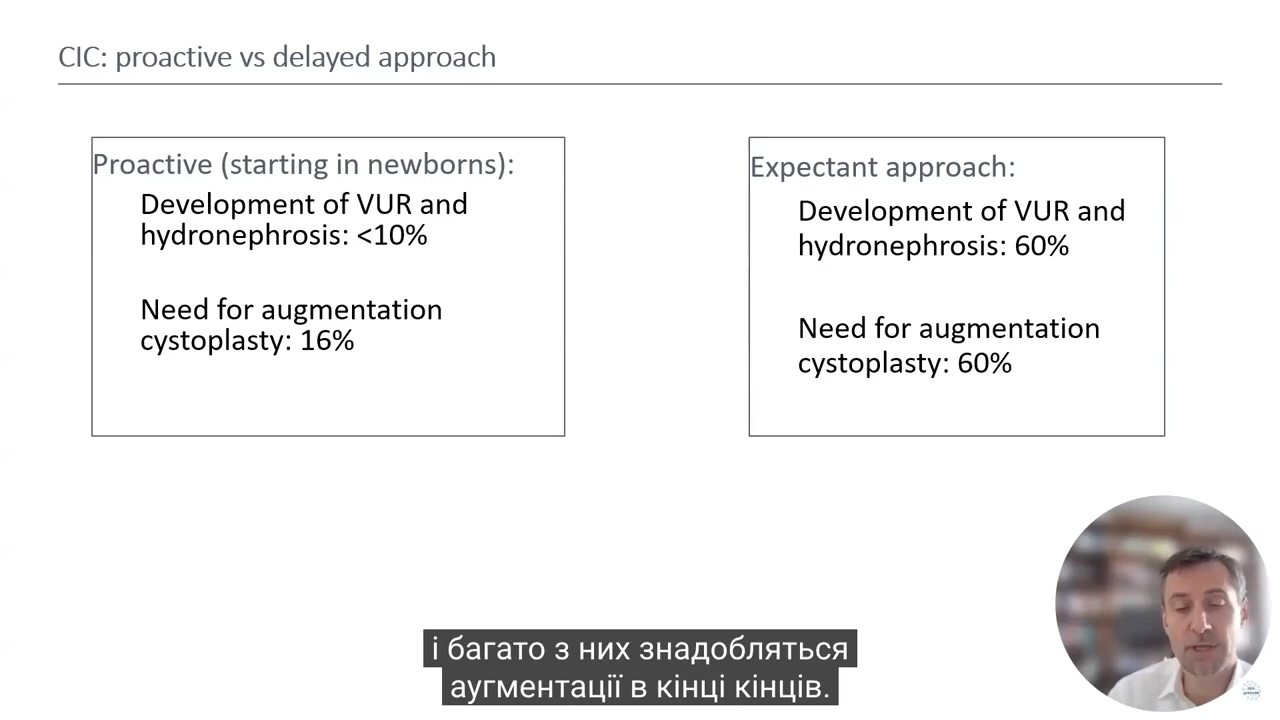 CIC: proactive vs delayed approach
Proactive (starting in newborns):
Development of VUR and
hydronephrosis: <10%
Need for augmentation
cystoplasty: 16%
Expectant approach:
Development of VUR and
hydronephrosis: 60%
Need for augmentation
cystoplasty: 60%
і багато з них знадобляться
аугментації в кінці кінців.